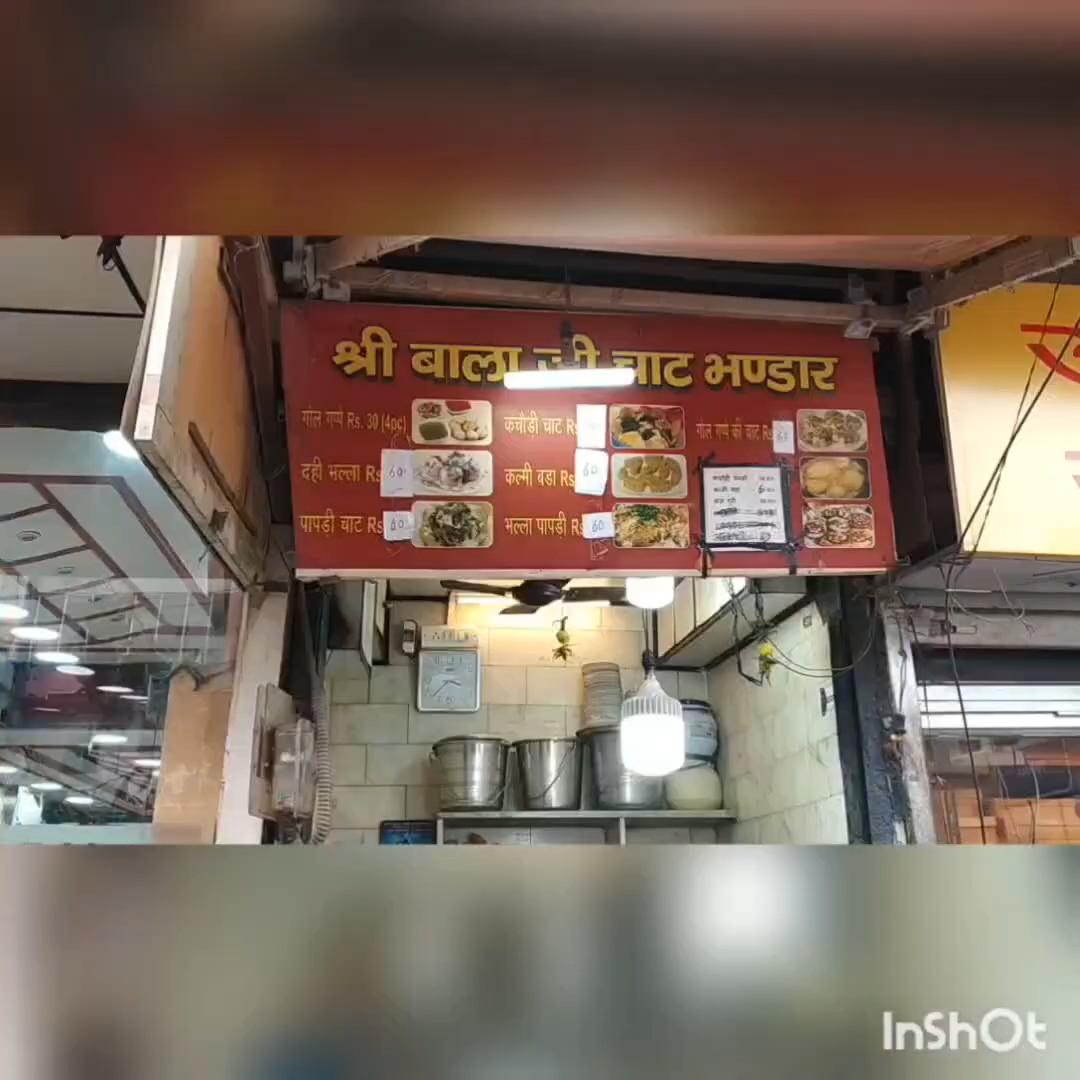 श्री बाला जी चाट भण्डार
गोल गप्पे Rs. 30 (4pc)
कचौड़ी चाट Rs
गोल गप्पे की चाट Rs
दही भल्ला Rs 60
कल्मी बडा Rs 60
पापड़ी चाट Rs 60
भल्ला पापड़ी Rs 60
InShOt